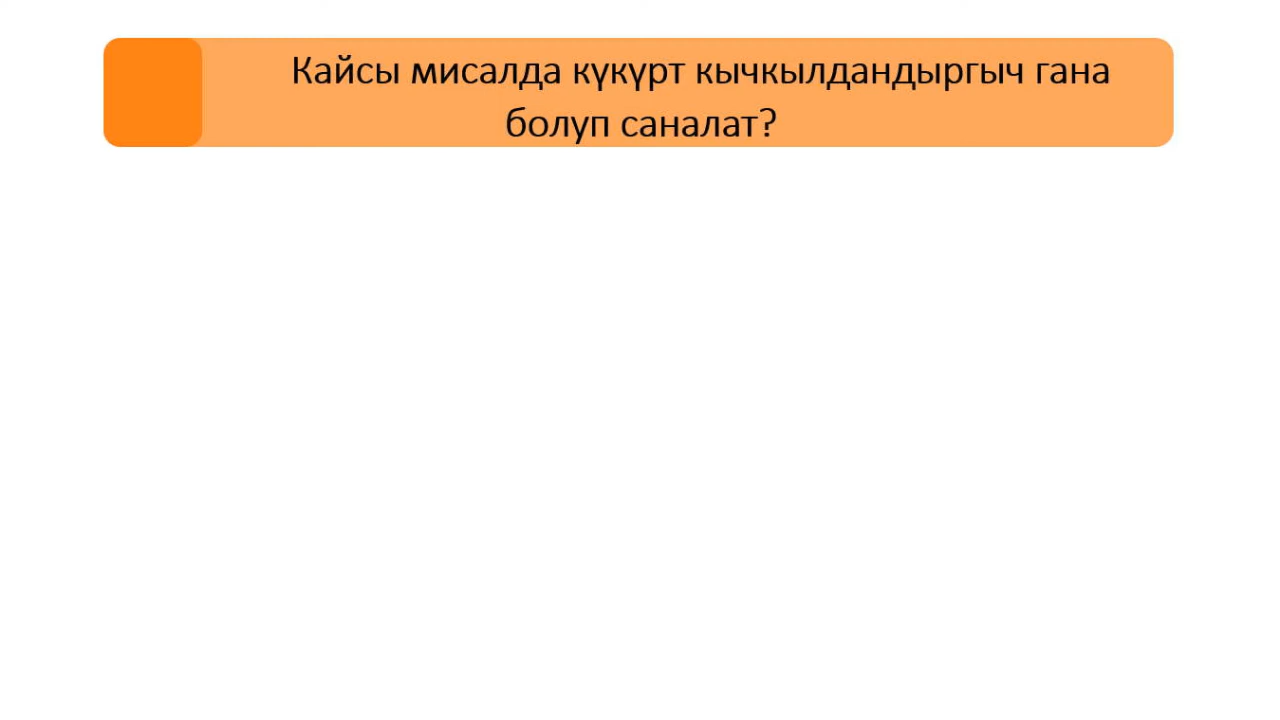 Кайсы мисалда күкүрт кычкылдандыргыч гана
болуп саналат?